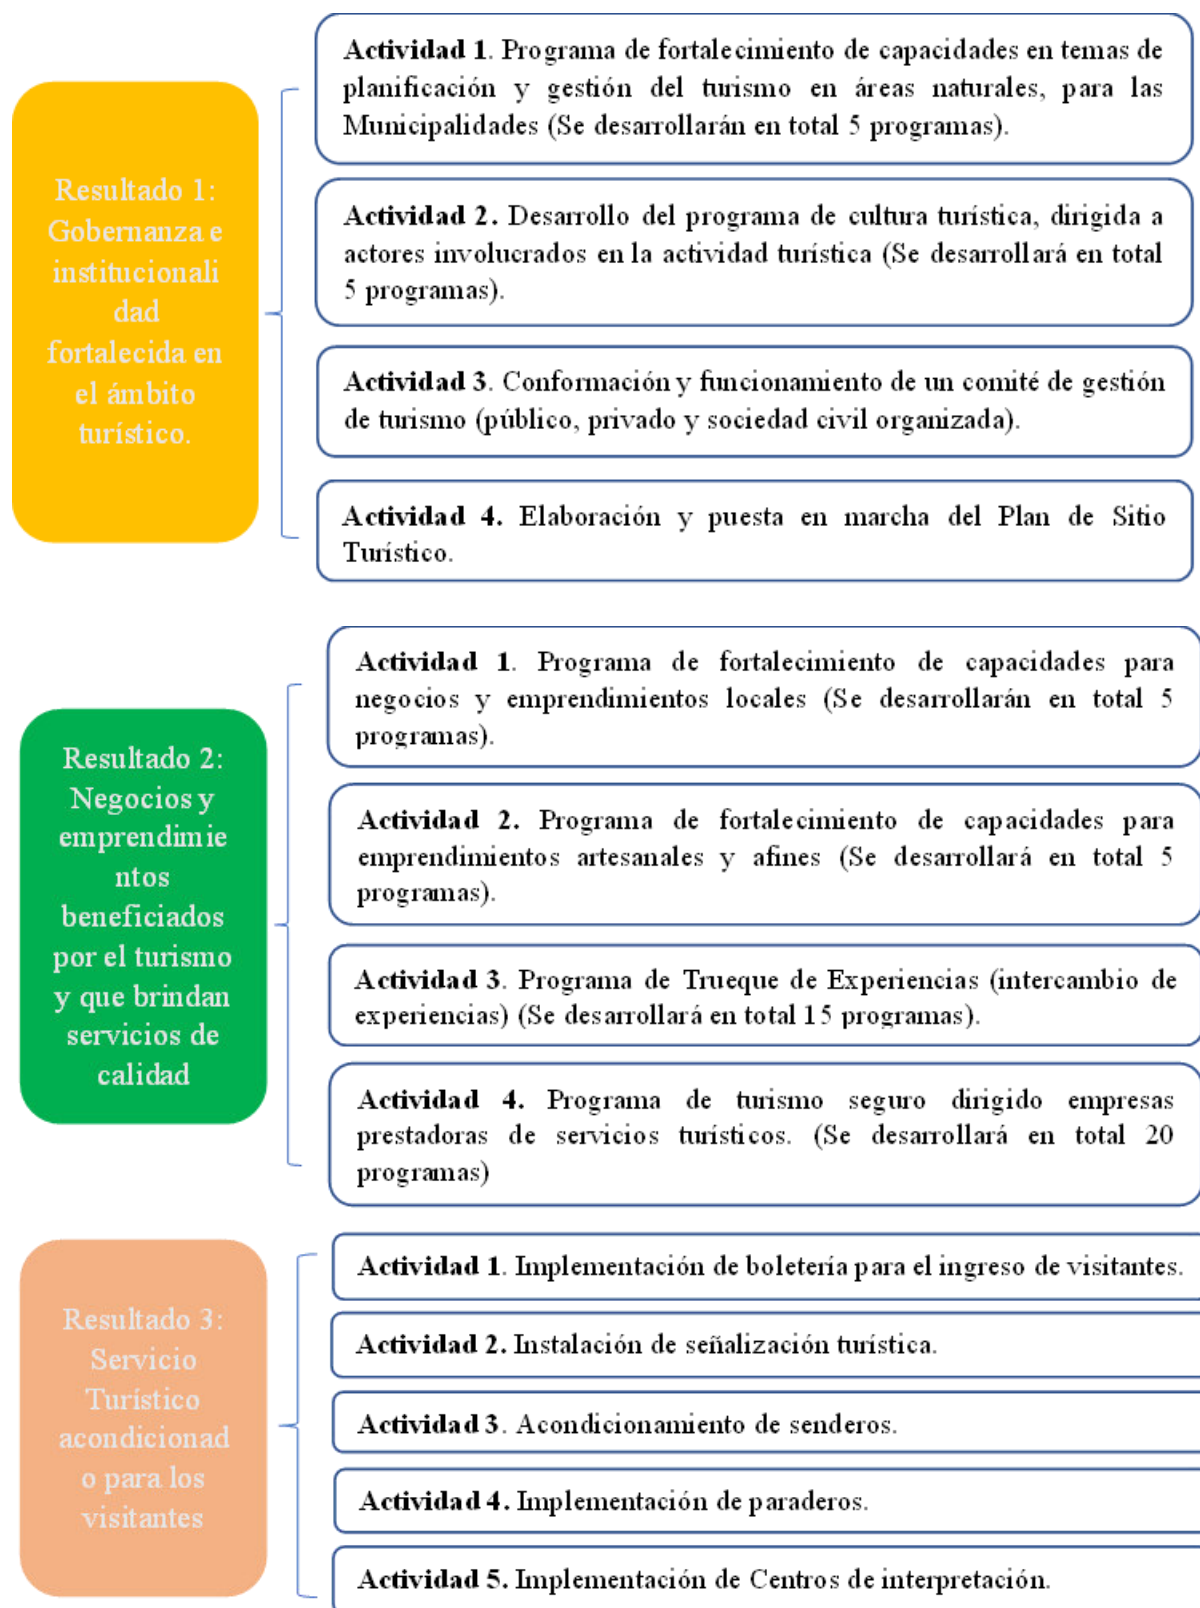 Resultado 1:
Gobernanza e
institucionali
dad
fortalecida en
el ámbito
turístico.
Actividad 1. Programa de fortalecimiento de capacidades en temas de
planificación y gestión del turismo en áreas naturales, para las
Municipalidades (Se desarrollarán en total 5 programas).
Actividad 2. Desarrollo del programa de cultura turística, dirigida a
actores involucrados en la actividad turística (Se desarrollará en total
5 programas).
Actividad 3. Conformación y funcionamiento de un comité de gestión
de turismo (público, privado y sociedad civil organizada).
Actividad 4. Elaboración y puesta en marcha del Plan de Sitio
Turístico.
Resultado 2:
Negocios y
emprendimie
ntos
beneficiados
por el turismo
y que brindan
servicios de
calidad
Actividad 1. Programa de fortalecimiento de capacidades para
negocios y emprendimientos locales (Se desarrollarán en total 5
programas).
Actividad 2. Programa de fortalecimiento de capacidades para
emprendimientos artesanales y afines (Se desarrollará en total 5
programas).
Actividad 3. Programa de Trueque de Experiencias (intercambio de
experiencias) (Se desarrollará en total 15 programas).
Actividad 4. Programa de turismo seguro dirigido empresas
prestadoras de servicios turísticos. (Se desarrollará en total 20
programas)
Resultado 3:
Servicio
Turístico
acondicionad
o para los
visitantes
Actividad 1. Implementación de boletería para el ingreso de visitantes.
Actividad 2. Instalación de señalización turística.
Actividad 3. Acondicionamiento de senderos.
Actividad 4. Implementación de paraderos.
Actividad 5. Implementación de Centros de interpretación.